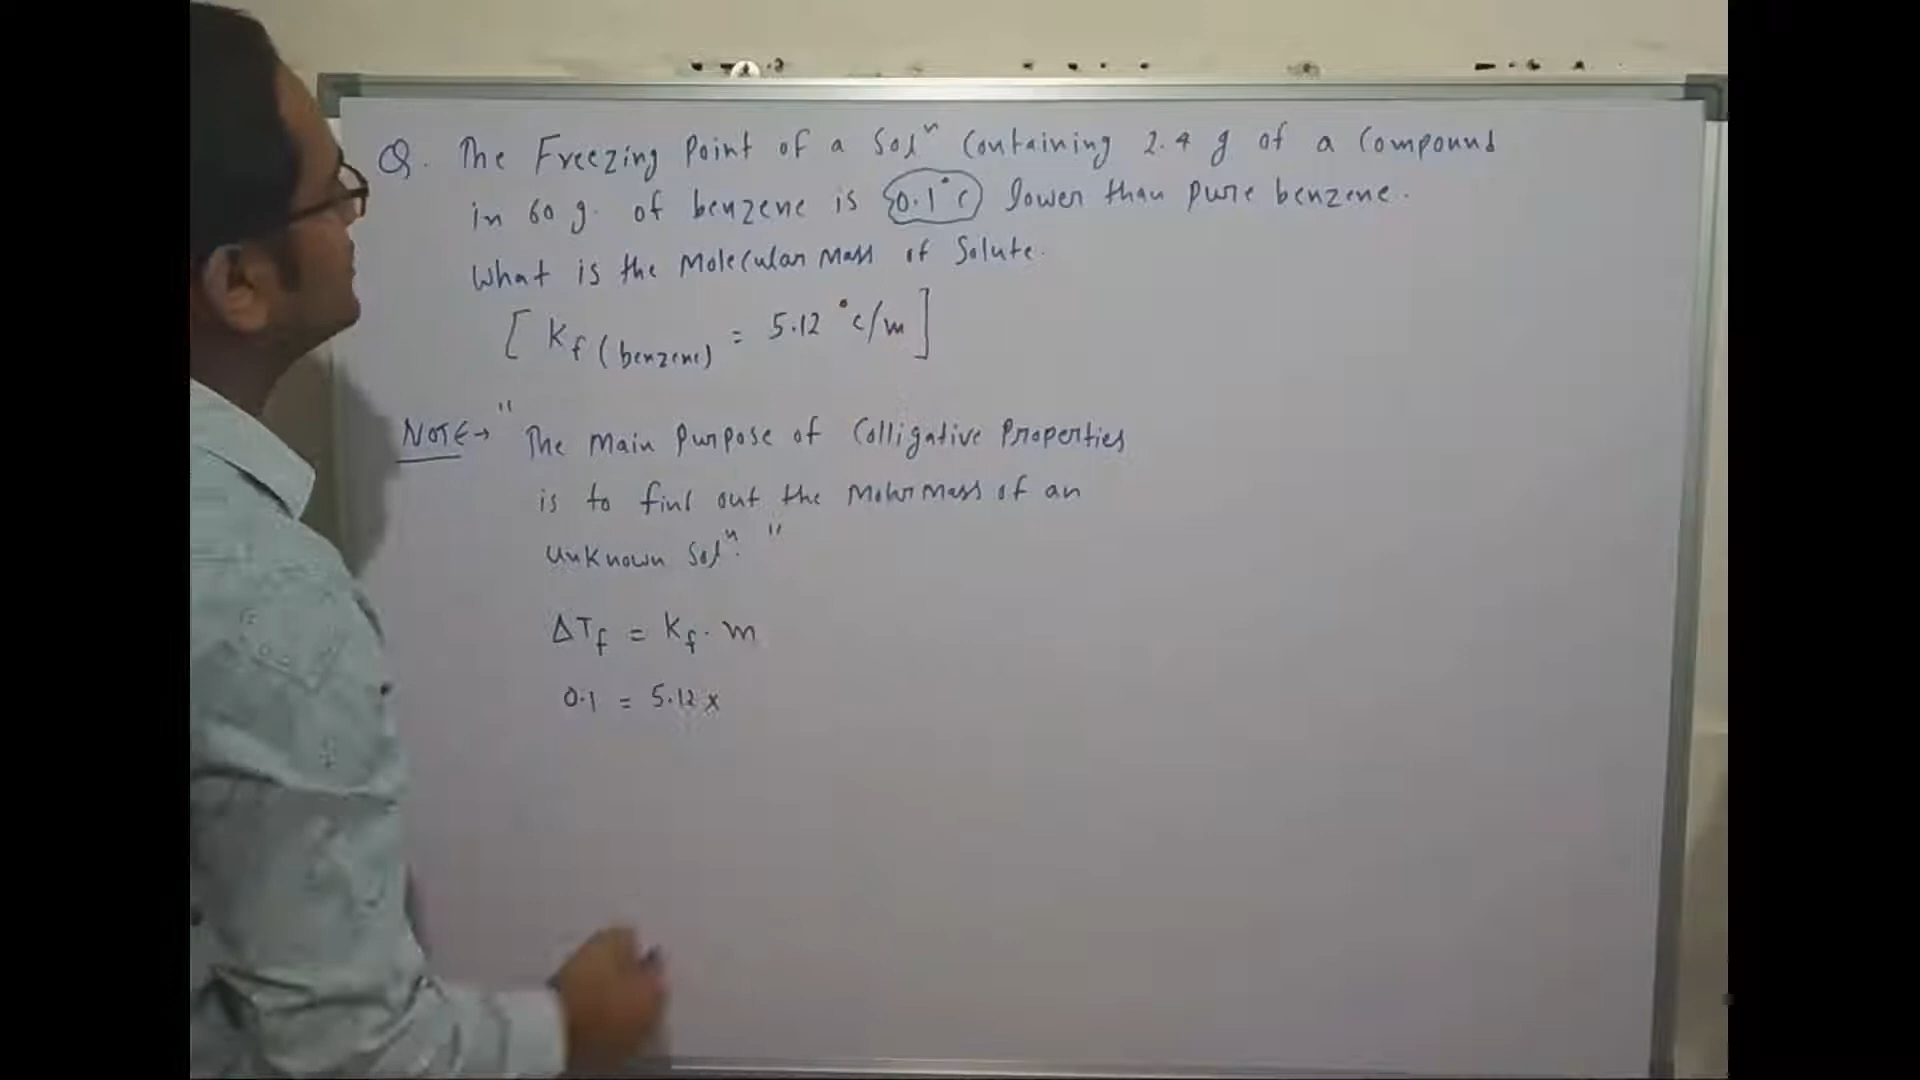 Q. The Freezing Point of a Solⁿ Containing 2.4 g of a Compound
in 60 g. of benzene is 0.1°C lower than pure benzene.
What is the Molecular Mass of Solute.
[ Kf (benzene) = 5.12 °c/m ]
NOTE→ "The Main Purpose of Colligative Properties
is to find out the Molar Mass of an
unknown Solⁿ."
ΔTf = Kf · m
0.1 = 5.12 x